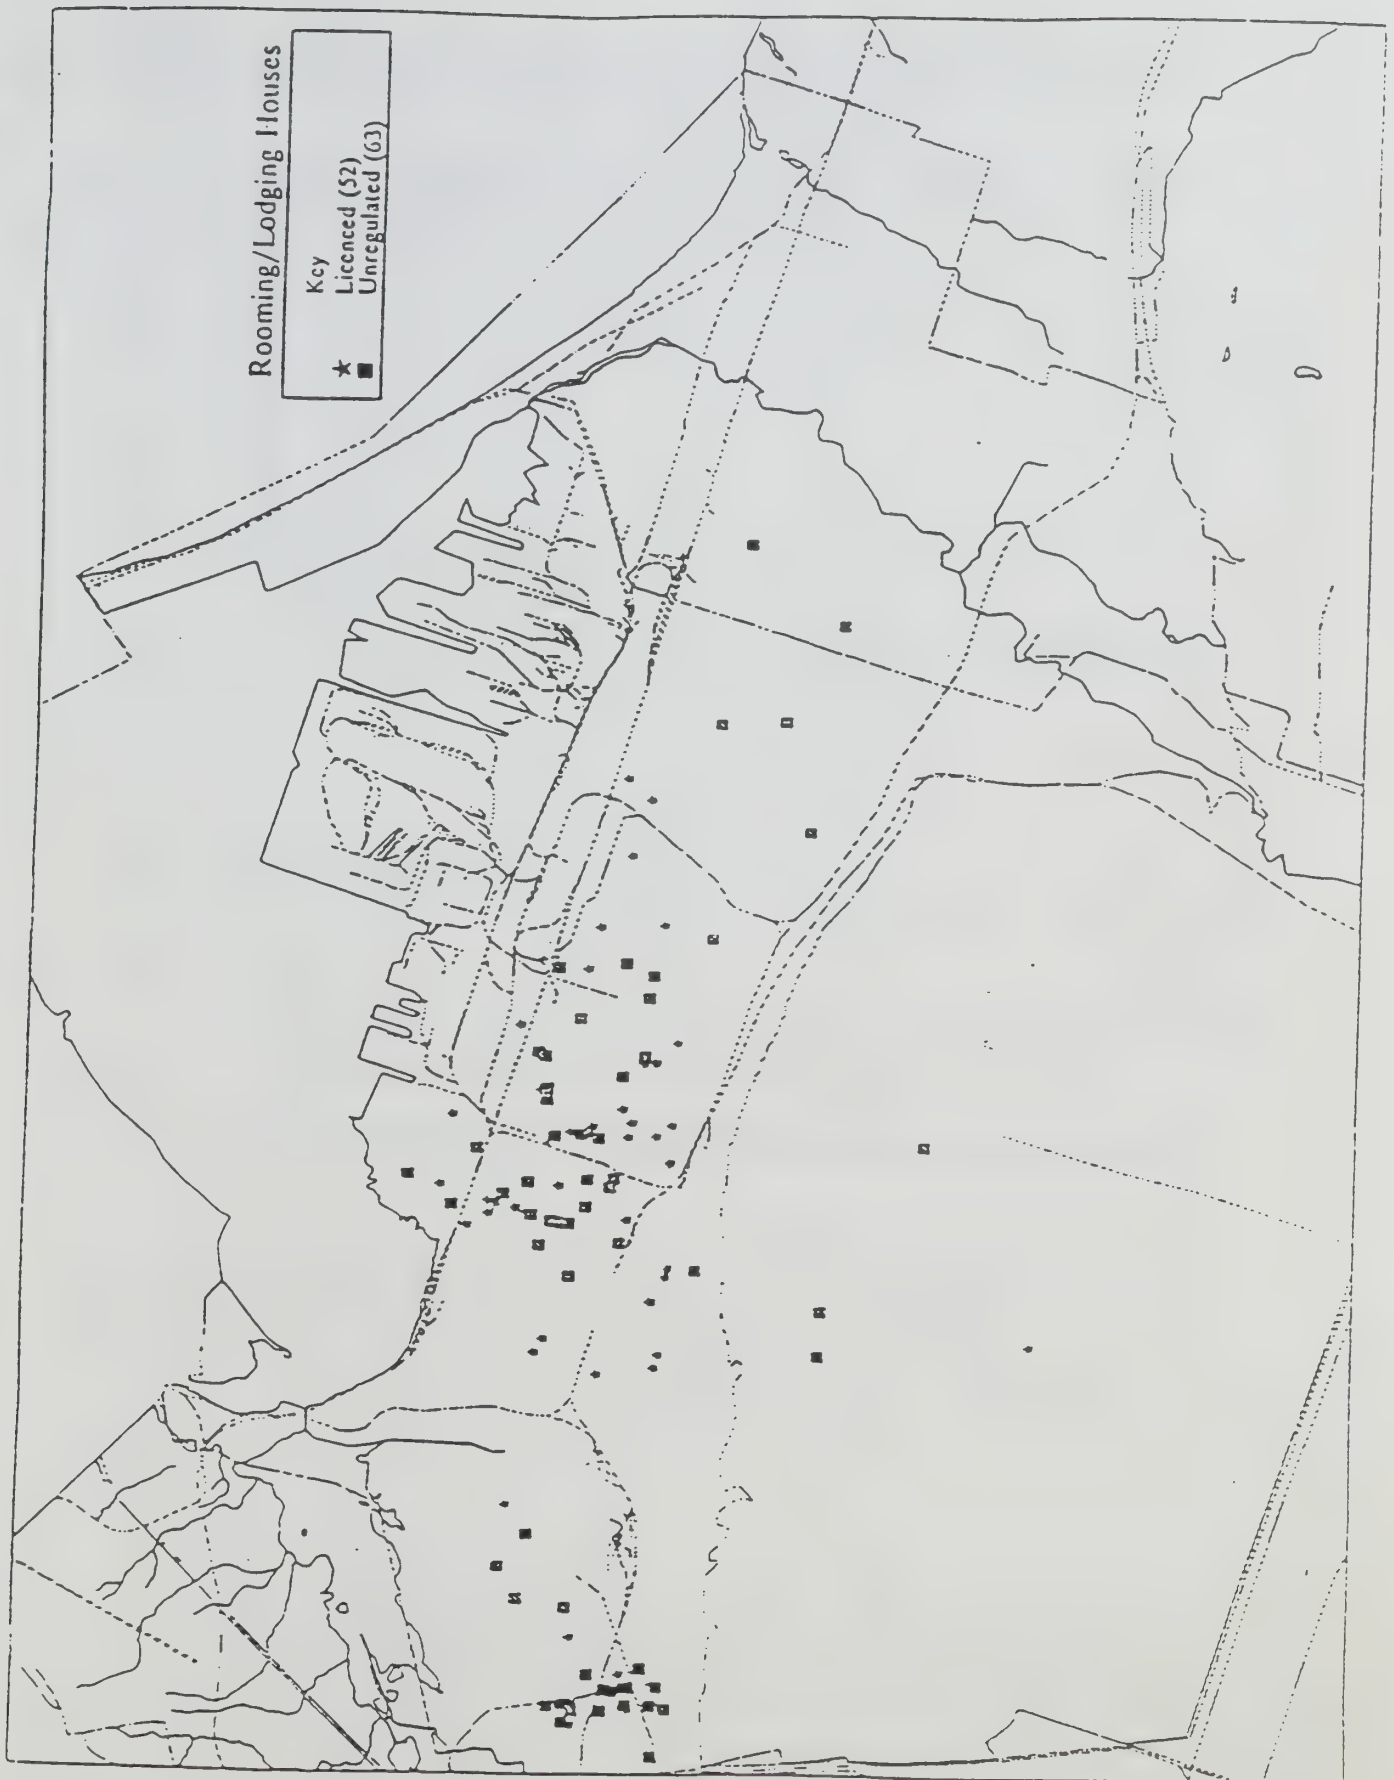 Rooming/Lodging Houses
Key
★ Licenced (52)
■ Unregulated (63)